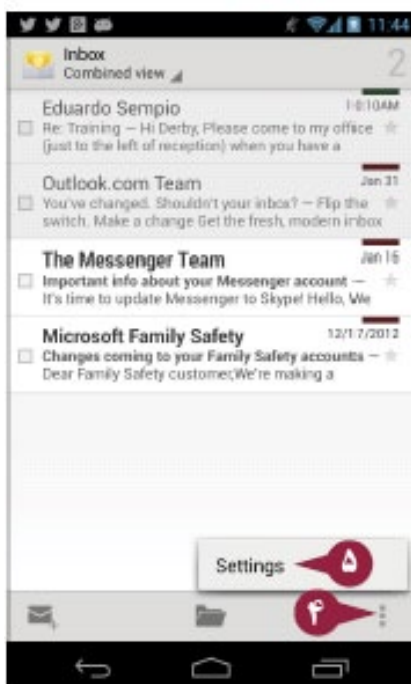 11:44
Inbox
2
Combined view
Eduardo Sempio 10:10AM
Re: Training — Hi Derby, Please come to my office
(just to the left of reception) when you have a
Outlook.com Team Jan 31
You've changed. Shouldn't your inbox? — Flip the
switch. Make a change Get the fresh, modern inbox
The Messenger Team Jan 16
Important info about your Messenger account —
It's time to update Messenger to Skype! Hello, We
Microsoft Family Safety 12/17/2012
Changes coming to your Family Safety accounts —
Dear Family Safety customer,We're making a
Settings ۵
۴